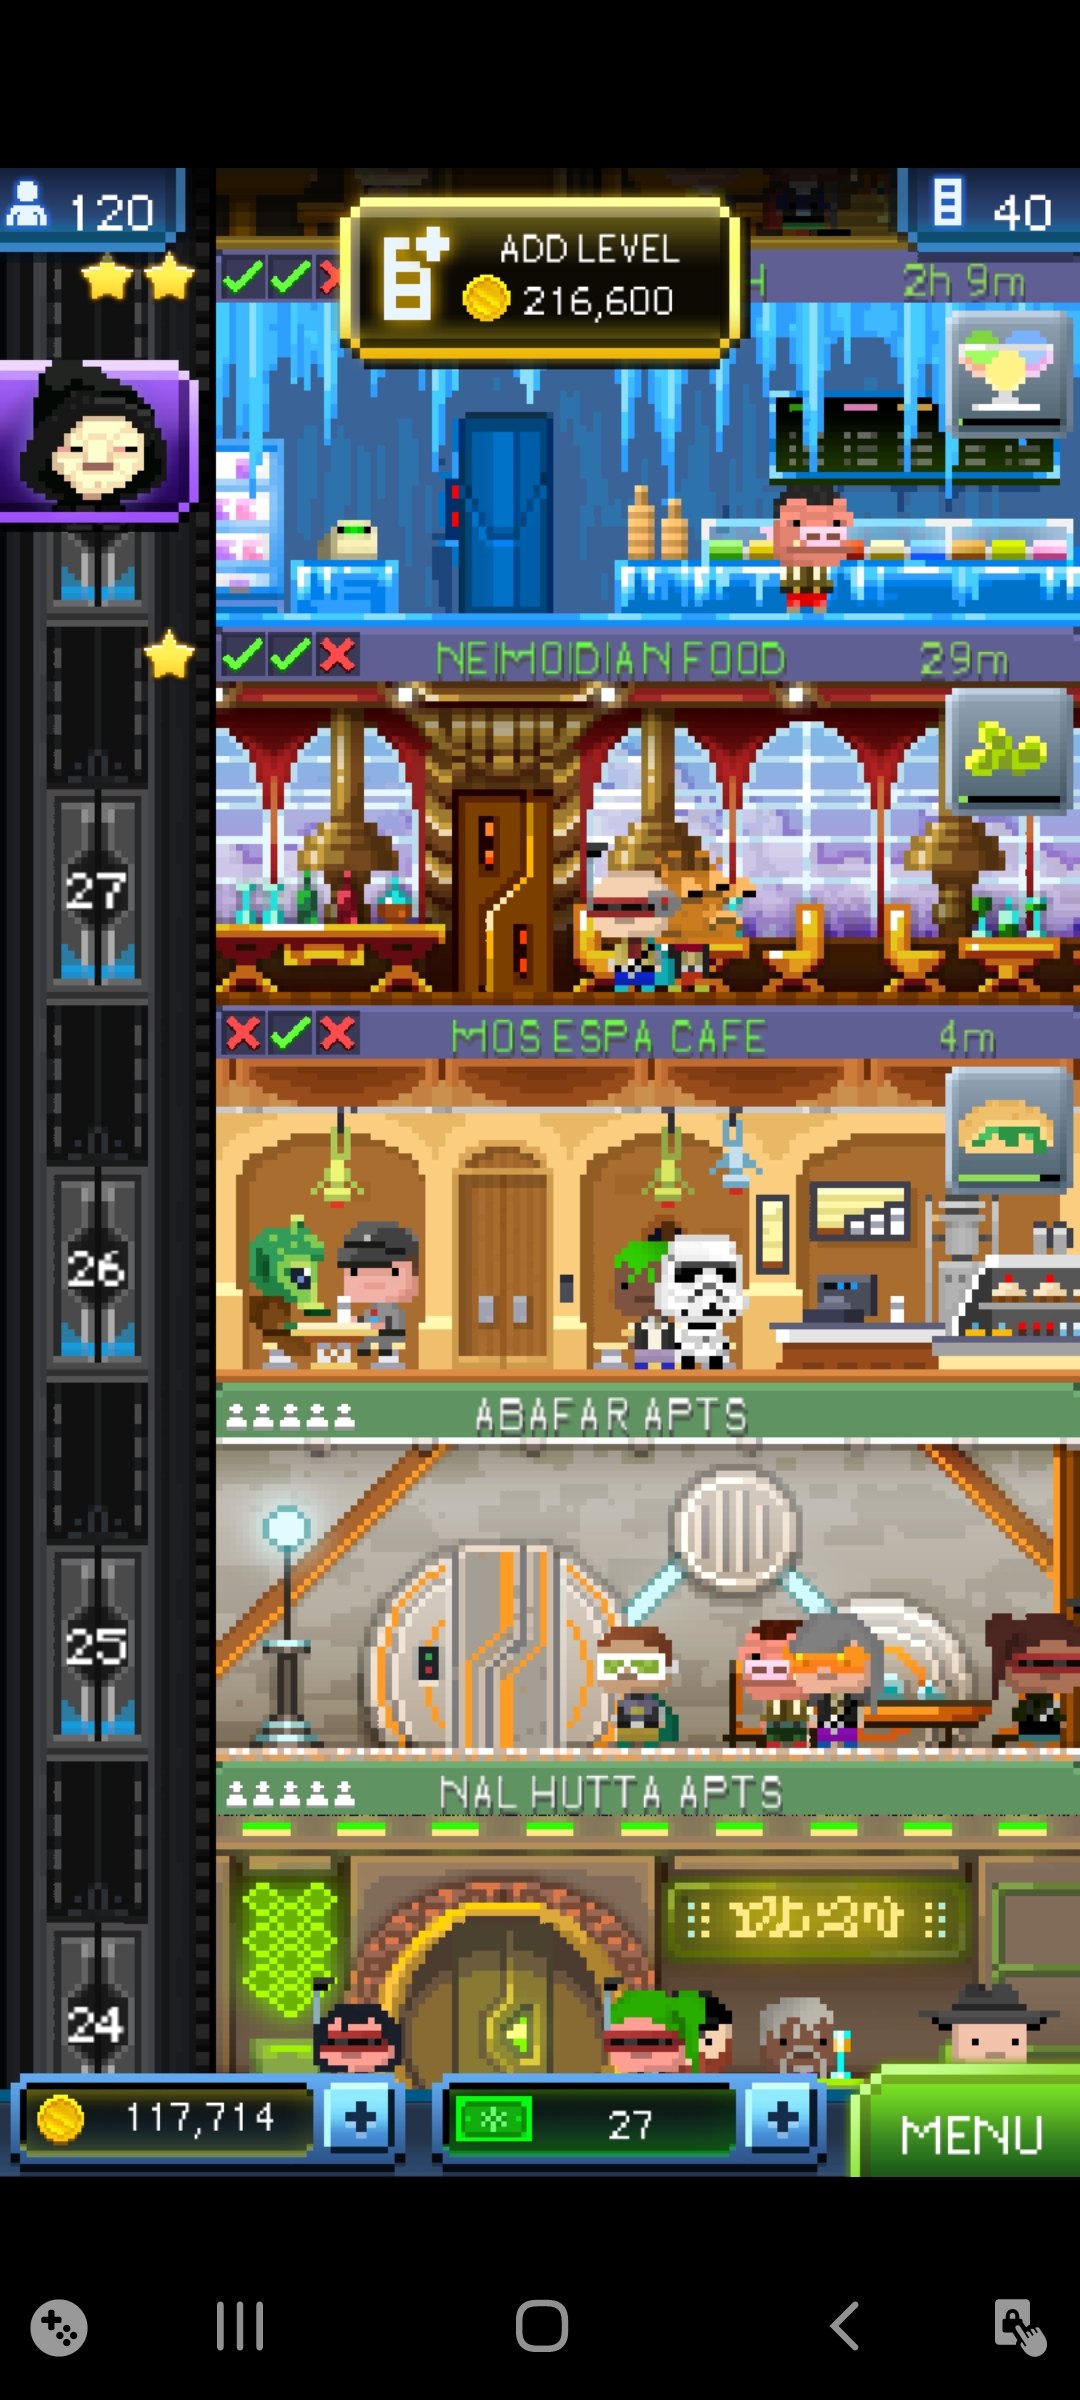 120
40
ADD LEVEL
216,600
H
2h 9m
NEIMOIDIAN FOOD
29m
27
MOS ESPA CAFE
4m
26
ABAFAR APTS
25
NAL HUTTA APTS
24
117,714
27
MENU